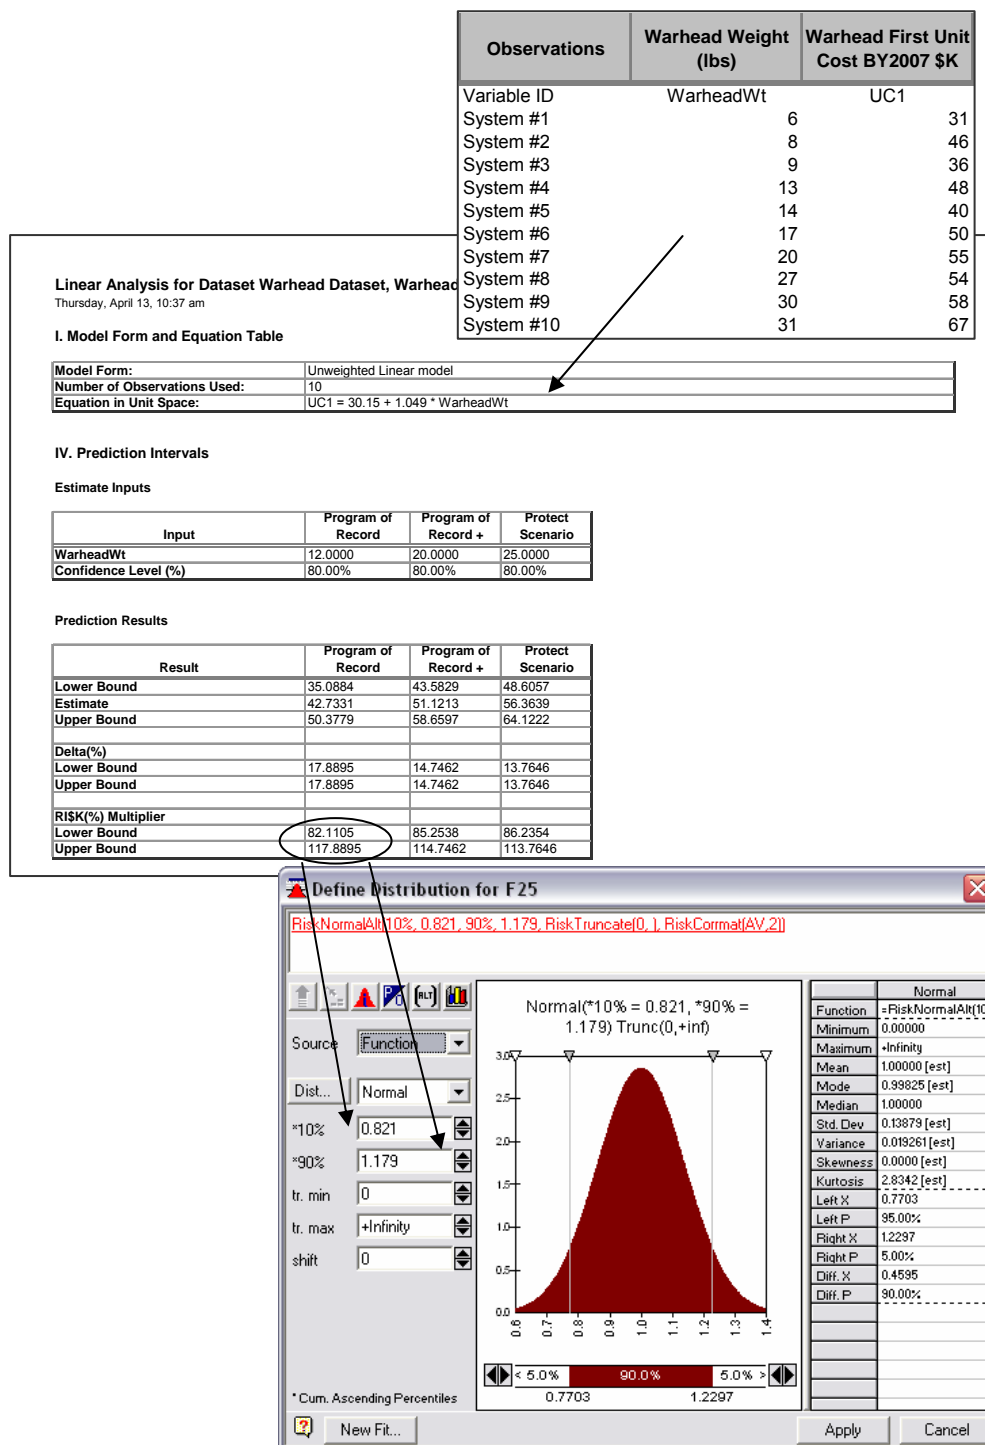 Observations Warhead Weight (lbs) Warhead First Unit Cost BY2007 $K
Variable ID WarheadWt UC1
System #1 6 31
System #2 8 46
System #3 9 36
System #4 13 48
System #5 14 40
System #6 17 50
System #7 20 55
System #8 27 54
System #9 30 58
System #10 31 67
Linear Analysis for Dataset Warhead Dataset, Warhead
Thursday, April 13, 10:37 am
I. Model Form and Equation Table
Model Form: Unweighted Linear model
Number of Observations Used: 10
Equation in Unit Space: UC1 = 30.15 + 1.049 * WarheadWt
IV. Prediction Intervals
Estimate Inputs
Input Program of Record Program of Record + Protect Scenario
WarheadWt 12.0000 20.0000 25.0000
Confidence Level (%) 80.00% 80.00% 80.00%
Prediction Results
Result Program of Record Program of Record + Protect Scenario
Lower Bound 35.0884 43.5829 48.6057
Estimate 42.7331 51.1213 56.3639
Upper Bound 50.3779 58.6597 64.1222
Delta(%)
Lower Bound 17.8895 14.7462 13.7646
Upper Bound 17.8895 14.7462 13.7646
RI$K(%) Multiplier
Lower Bound 82.1105 85.2538 86.2354
Upper Bound 117.8895 114.7462 113.7646
Define Distribution for F25
RiskNormalAlt(10%, 0.821, 90%, 1.179, RiskTruncate(0, ), RiskCorrmat(AV,2))
Source Function
Dist... Normal
*10% 0.821
*90% 1.179
tr. min 0
tr. max +Infinity
shift 0
* Cum. Ascending Percentiles
Normal(*10% = 0.821, *90% =
1.179) Trunc(0,+inf)
3.0
2.5
2.0
1.5
1.0
0.5
0.0
0.6 0.7 0.8 0.9 1.0 1.1 1.2 1.3 1.4
< 5.0% 90.0% 5.0% >
0.7703 1.2297
Normal
Function =RiskNormalAlt(10
Minimum 0.00000
Maximum +Infinity
Mean 1.00000 [est]
Mode 0.99825 [est]
Median 1.00000
Std. Dev 0.13879 [est]
Variance 0.019261 [est]
Skewness 0.0000 [est]
Kurtosis 2.8342 [est]
Left X 0.7703
Left P 95.00%
Right X 1.2297
Right P 5.00%
Diff. X 0.4595
Diff. P 90.00%
New Fit... Apply Cancel